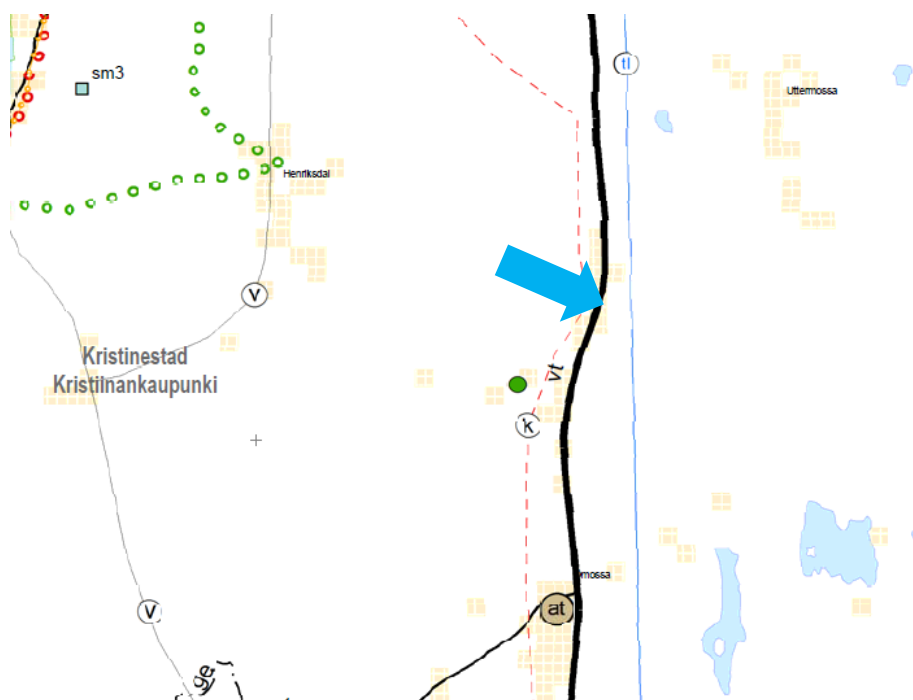 tl
sm3
Uttermossa
Henriksdal
v
Kristinestad
Kristiinankaupunki
vt
k
mossa
at
v
ge